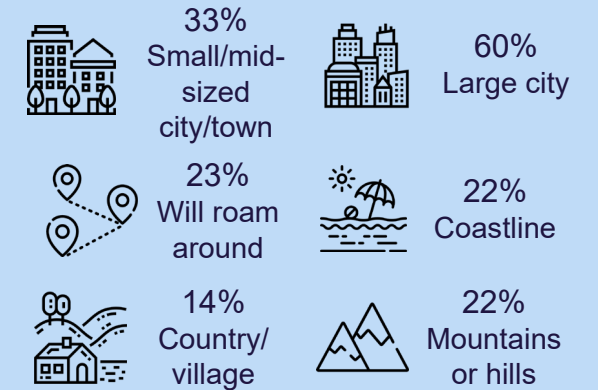 33%
Small/mid-
sized
city/town
60%
Large city
23%
Will roam
around
22%
Coastline
14%
Country/
village
22%
Mountains
or hills